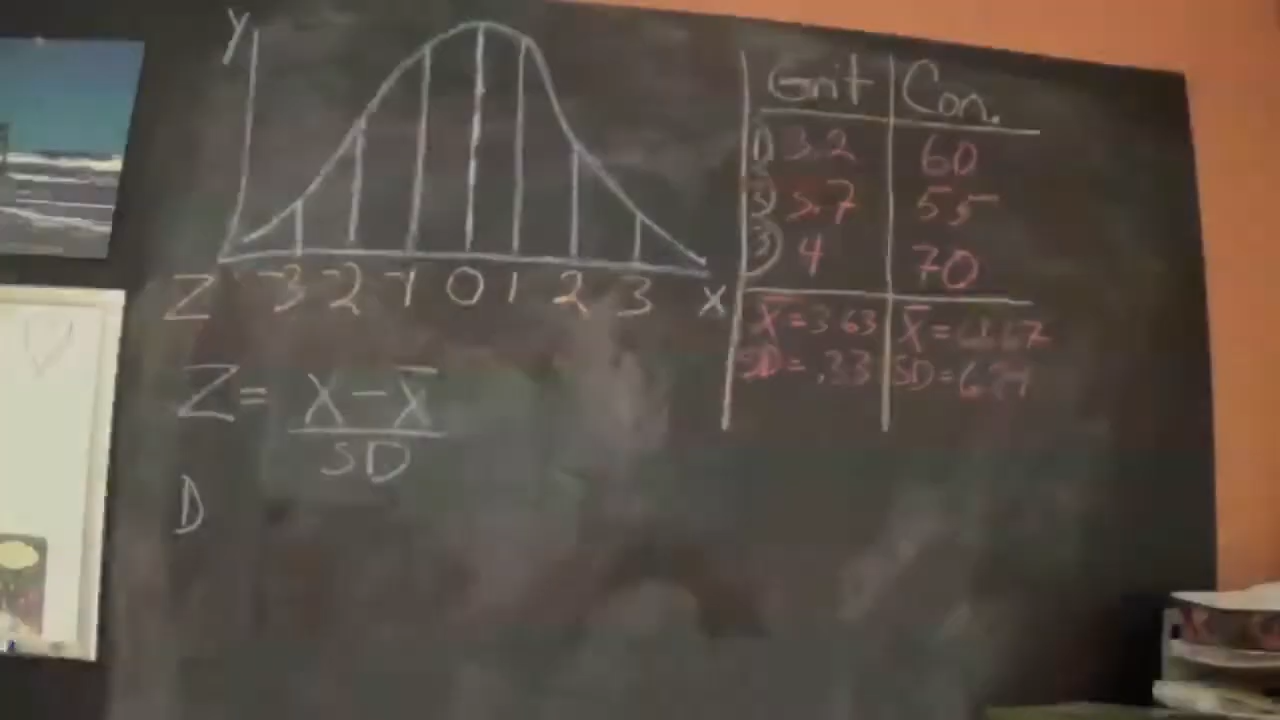 Y
Z -3 -2 -1 0 1 2 3 X
Z = X - X̄
SD
D
Grit Con.
1) 3.2 60
3.7 55
3) 4 70
X̄ = 3.63 X̄ =
SD = .33 SD =